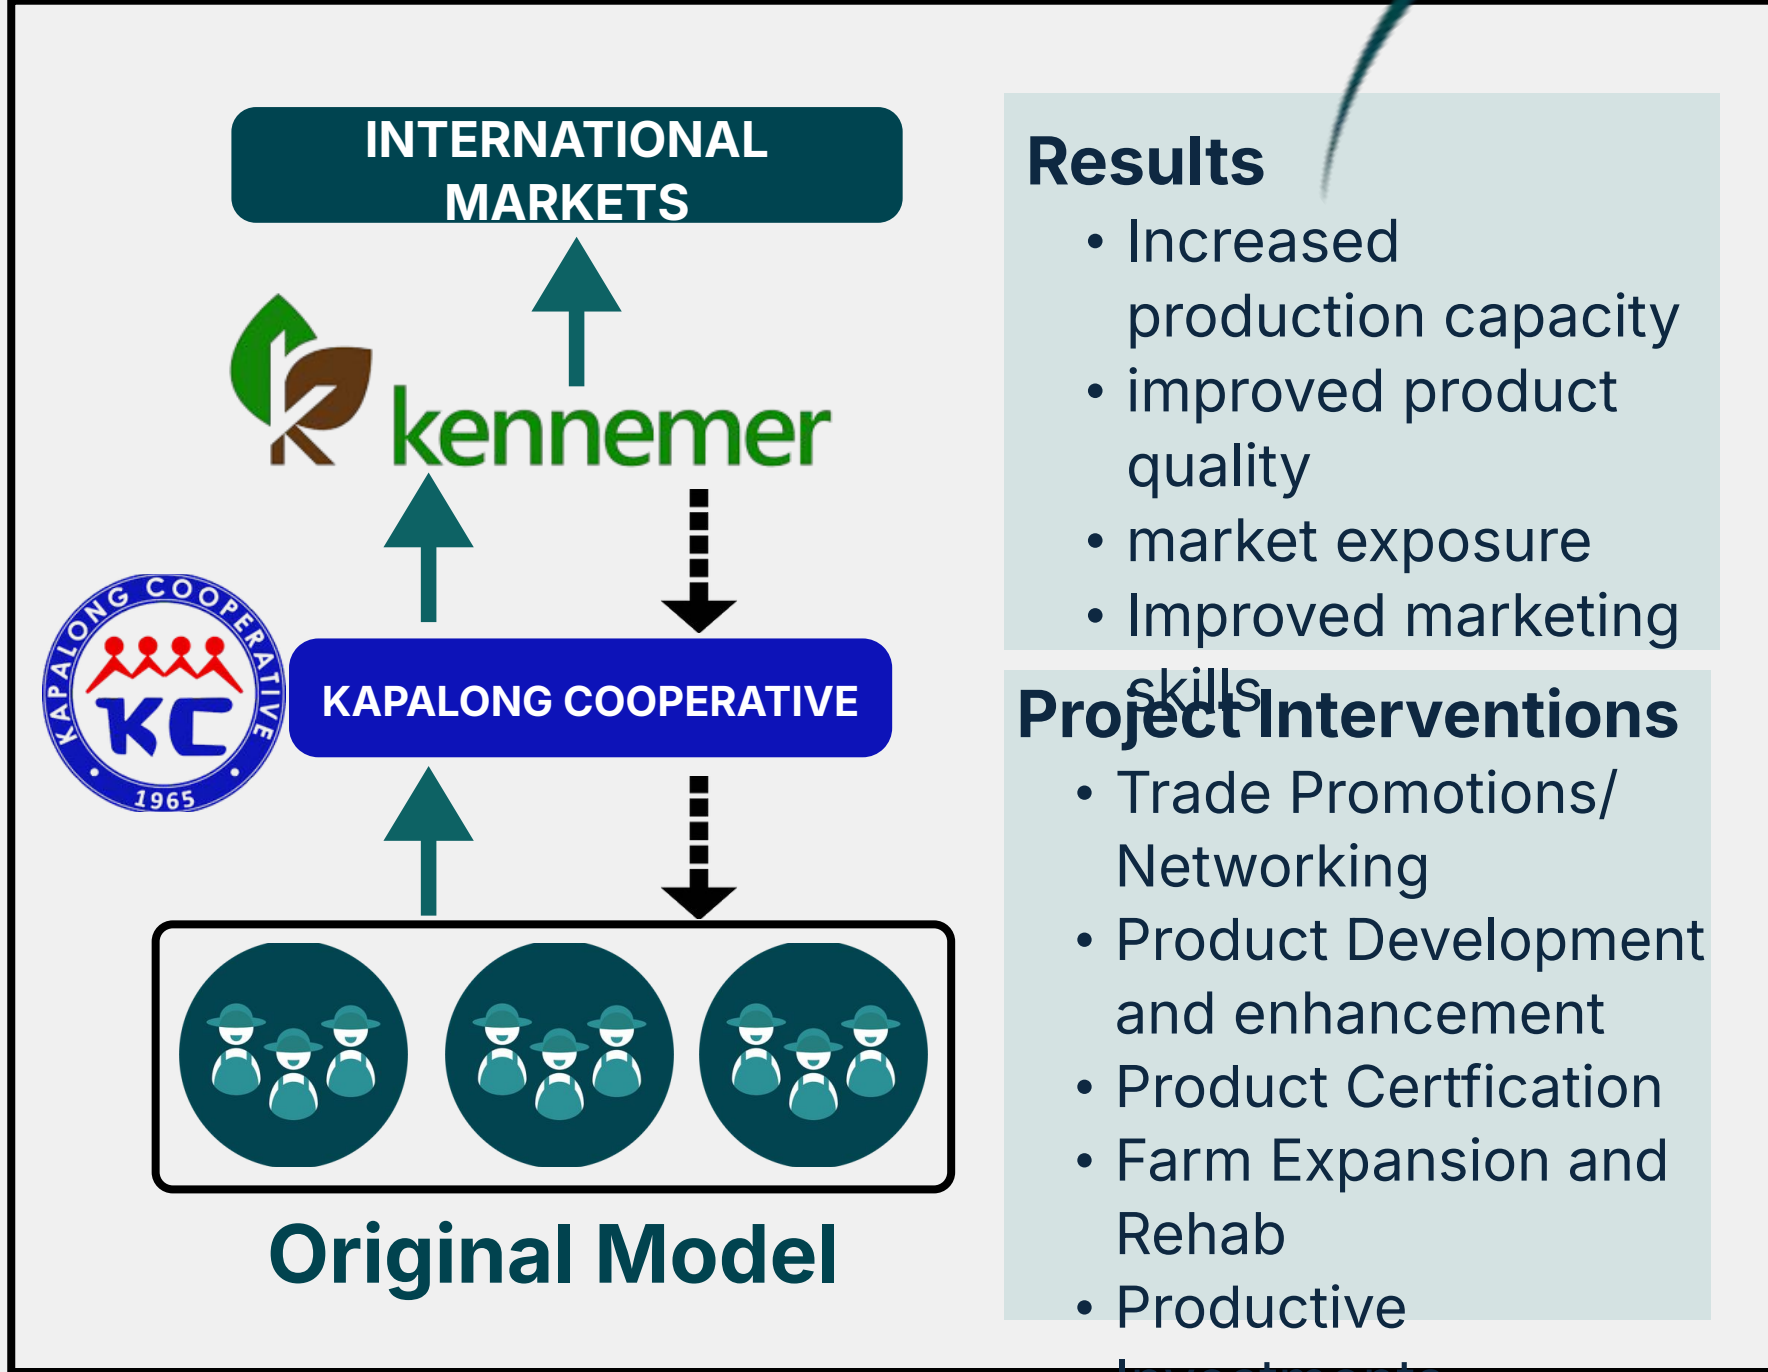 INTERNATIONAL
MARKETS
kennemer
KAPALONG COOPERATIVE
KC
1965
KAPALONG COOPERATIVE
Original Model
Results
• Increased
production capacity
• improved product
quality
• market exposure
• Improved marketing
skills
Project Interventions
• Trade Promotions/
Networking
• Product Development
and enhancement
• Product Certfication
• Farm Expansion and
Rehab
• Productive